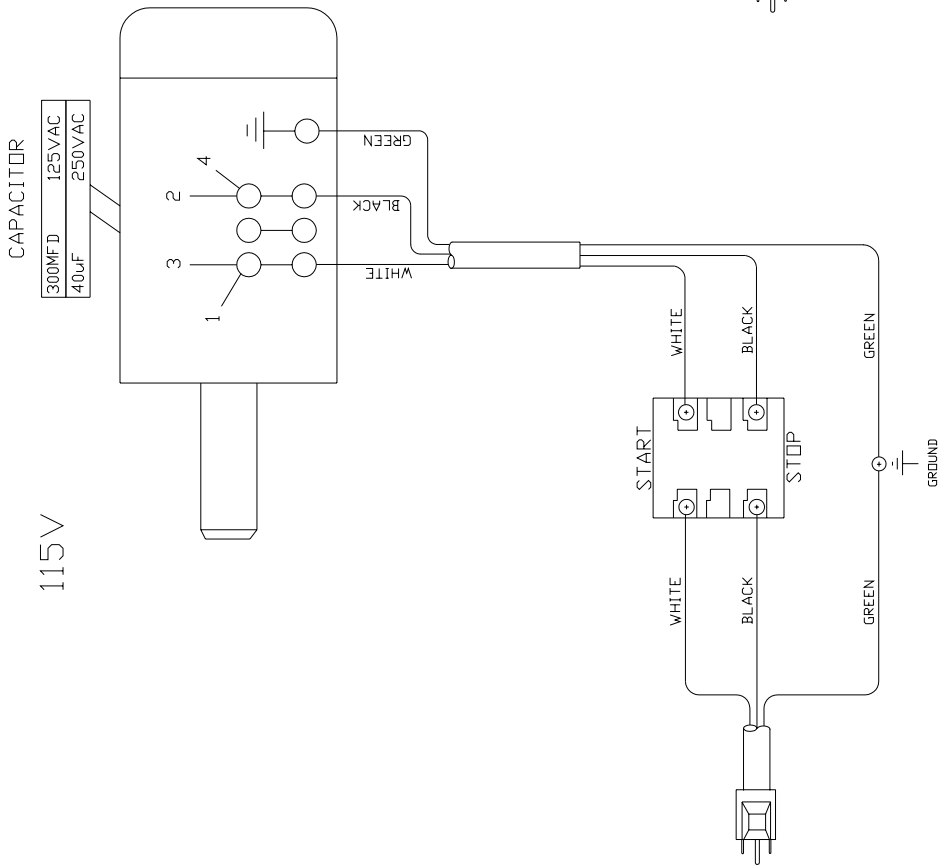 CAPACITOR
300MFD 125VAC
40uF 250VAC
115V
3
2
4
1
GREEN
BLACK
WHITE
WHITE
BLACK
GREEN
START
STOP
WHITE
BLACK
GREEN
GROUND